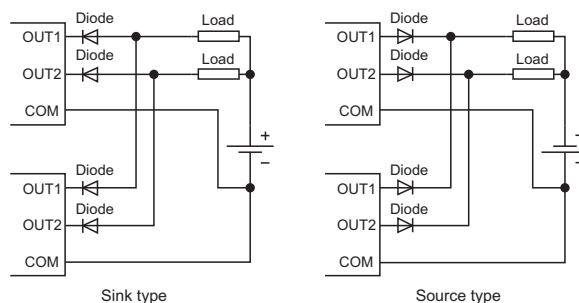 Diode Load
OUT1
Diode Load
OUT2
COM
+
−
Diode
OUT1
Diode
OUT2
COM
Sink type
Diode Load
OUT1
Diode Load
OUT2
COM
Diode
OUT1
Diode
OUT2
COM
Source type